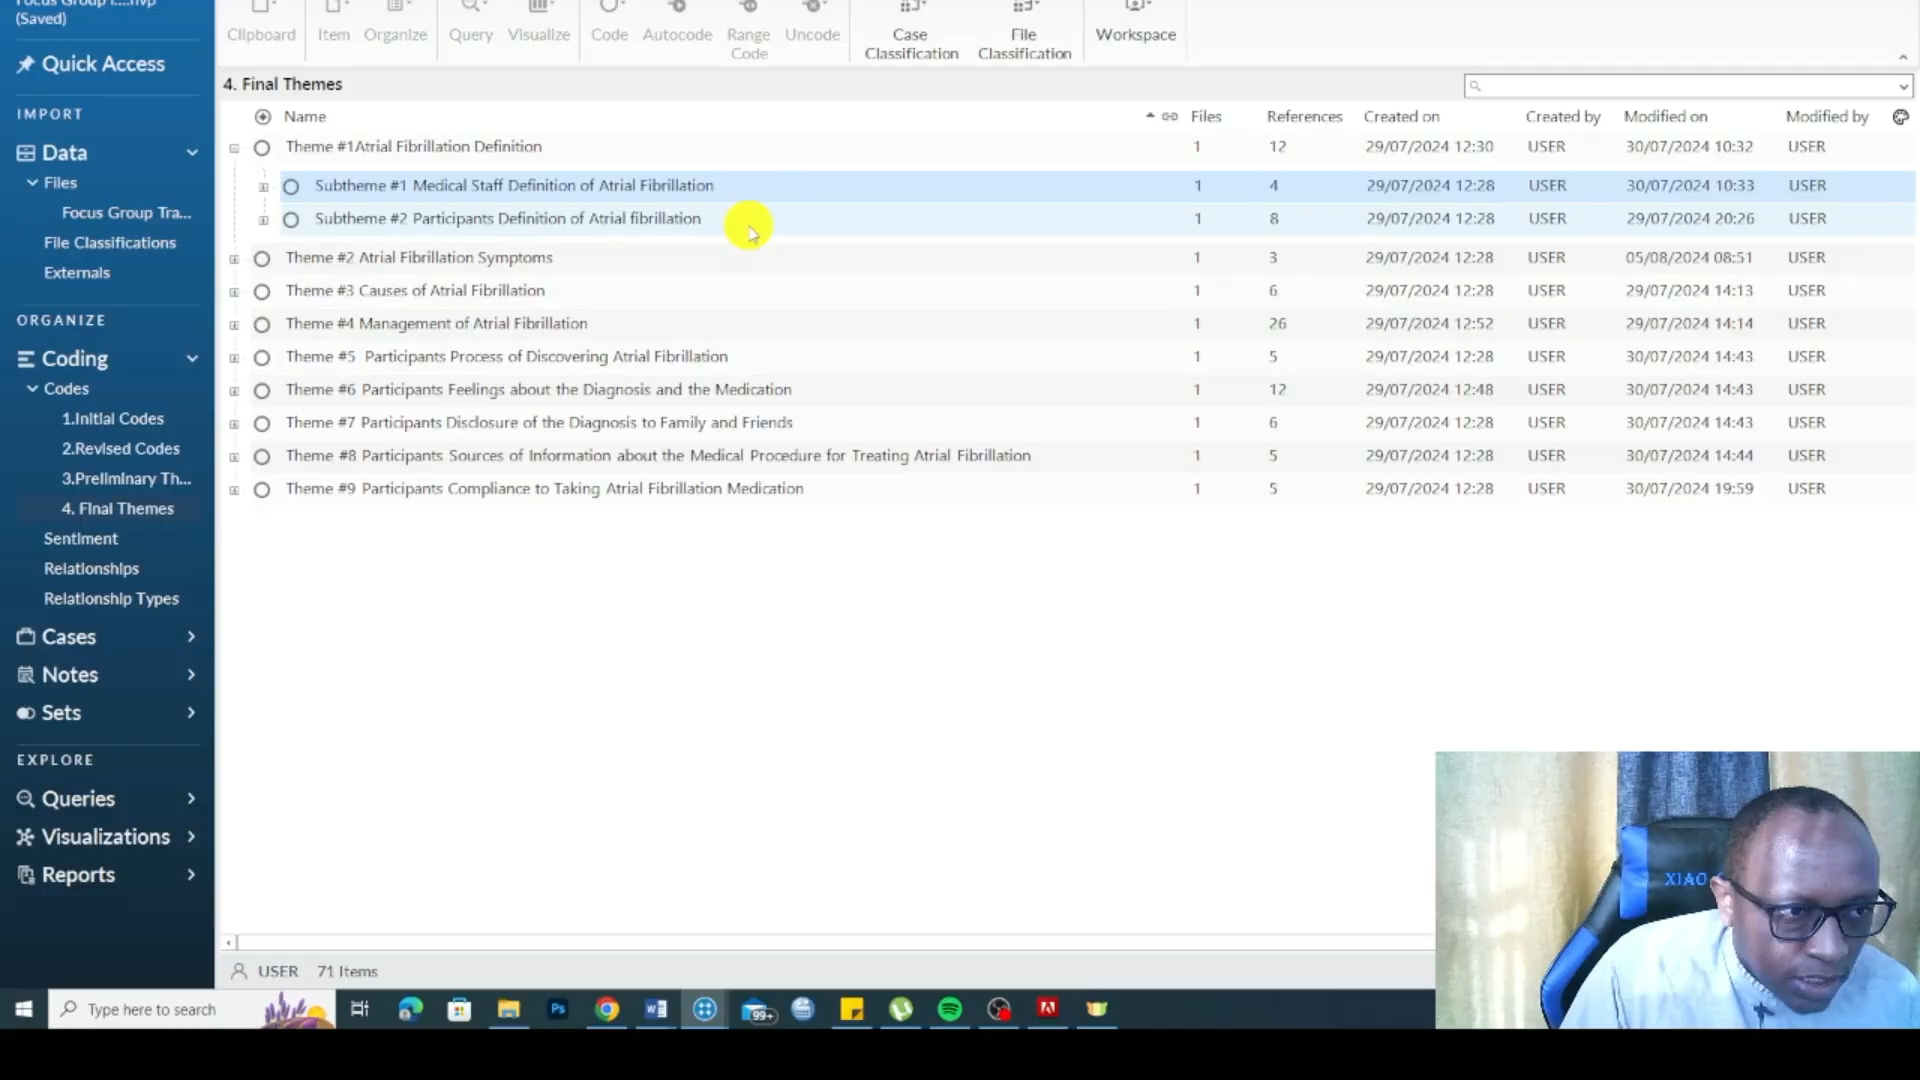 Focus Group I....nvp
(Saved)
Quick Access
IMPORT
Data
Files
Focus Group Tra...
File Classifications
Externals
ORGANIZE
Coding
Codes
1.Initial Codes
2.Revised Codes
3.Preliminary Th...
4. Final Themes
Sentiment
Relationships
Relationship Types
Cases
Notes
Sets
EXPLORE
Queries
Visualizations
Reports
Clipboard Item Organize Query Visualize Code Autocode Range Code Uncode Case Classification File Classification Workspace
4. Final Themes
Name Files References Created on Created by Modified on Modified by
Theme #1Atrial Fibrillation Definition 1 12 29/07/2024 12:30 USER 30/07/2024 10:32 USER
Subtheme #1 Medical Staff Definition of Atrial Fibrillation 1 4 29/07/2024 12:28 USER 30/07/2024 10:33 USER
Subtheme #2 Participants Definition of Atrial fibrillation 1 8 29/07/2024 12:28 USER 29/07/2024 20:26 USER
Theme #2 Atrial Fibrillation Symptoms 1 3 29/07/2024 12:28 USER 05/08/2024 08:51 USER
Theme #3 Causes of Atrial Fibrillation 1 6 29/07/2024 12:28 USER 29/07/2024 14:13 USER
Theme #4 Management of Atrial Fibrillation 1 26 29/07/2024 12:52 USER 29/07/2024 14:14 USER
Theme #5 Participants Process of Discovering Atrial Fibrillation 1 5 29/07/2024 12:28 USER 30/07/2024 14:43 USER
Theme #6 Participants Feelings about the Diagnosis and the Medication 1 12 29/07/2024 12:48 USER 30/07/2024 14:43 USER
Theme #7 Participants Disclosure of the Diagnosis to Family and Friends 1 6 29/07/2024 12:28 USER 30/07/2024 14:43 USER
Theme #8 Participants Sources of Information about the Medical Procedure for Treating Atrial Fibrillation 1 5 29/07/2024 12:28 USER 30/07/2024 14:44 USER
Theme #9 Participants Compliance to Taking Atrial Fibrillation Medication 1 5 29/07/2024 12:28 USER 30/07/2024 19:59 USER
XIAO
USER 71 Items
Type here to search
Ps
99+